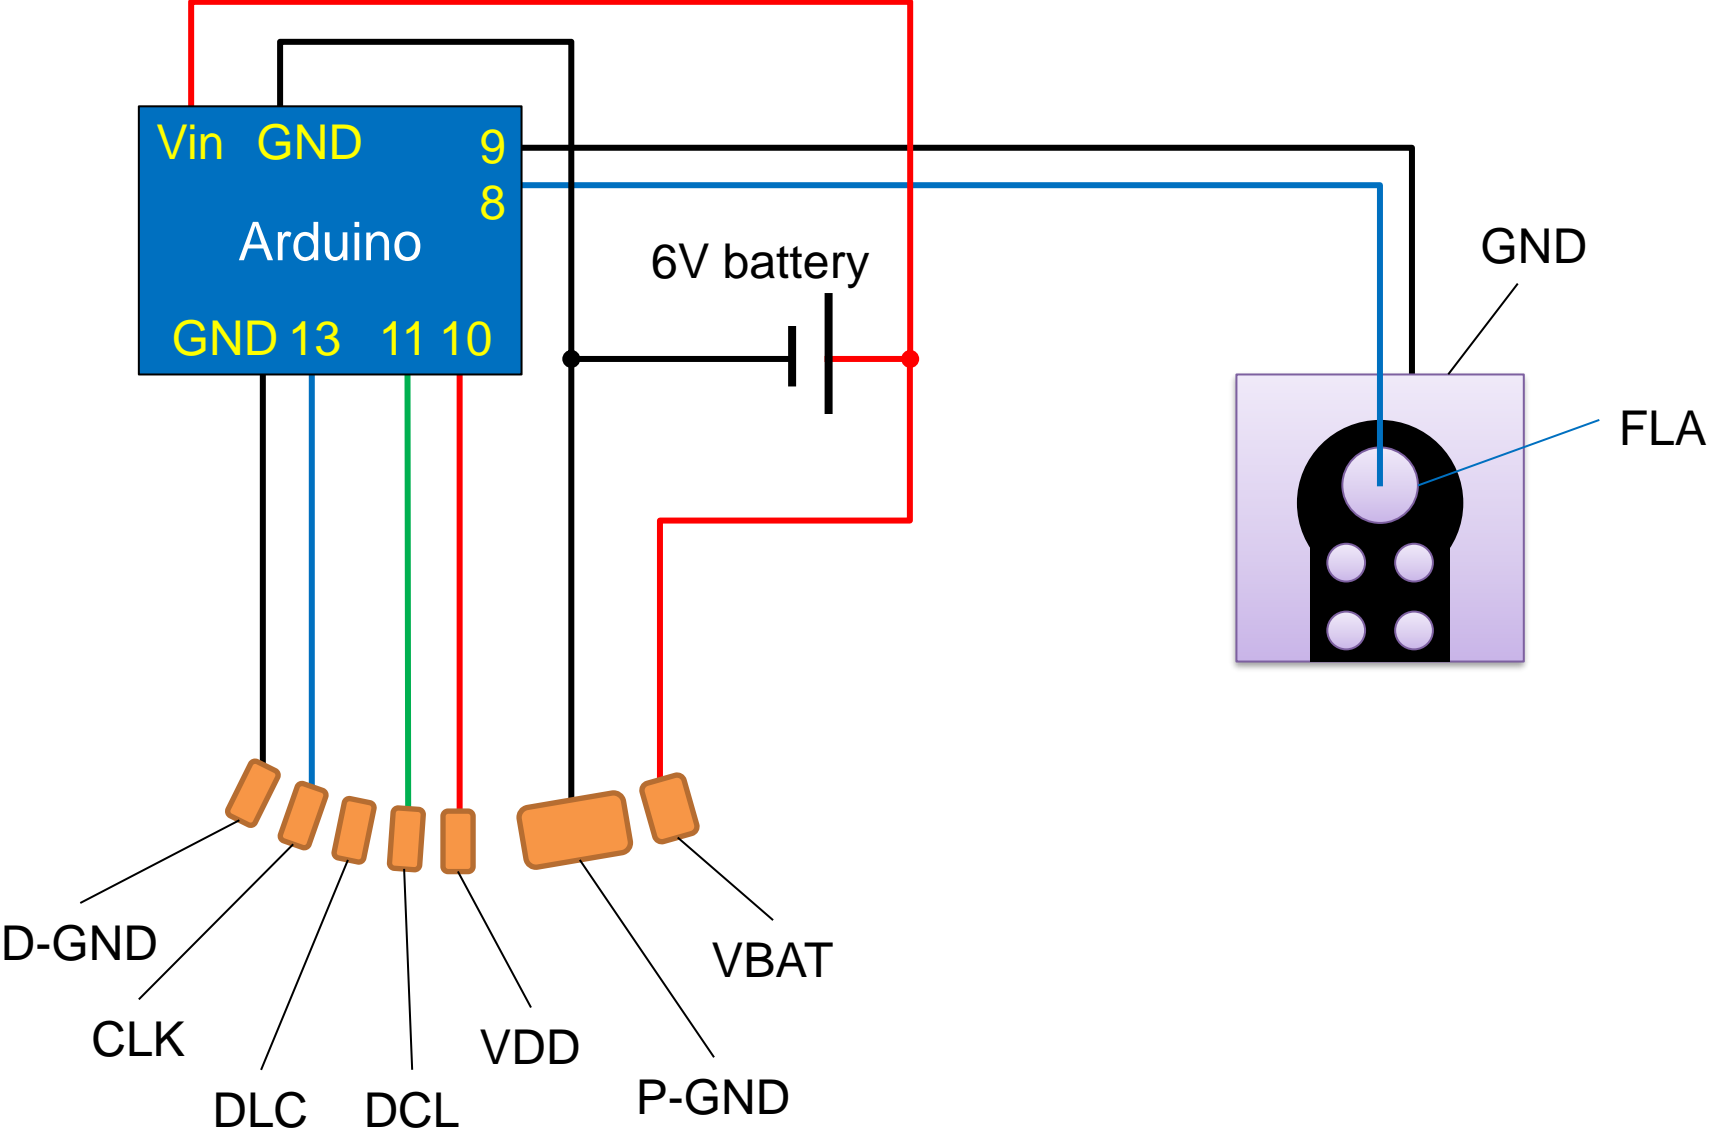 Vin GND 9
8
Arduino
GND 13 11 10
6V battery
GND
FLA
D-GND
CLK
DLC
DCL
VDD
P-GND
VBAT